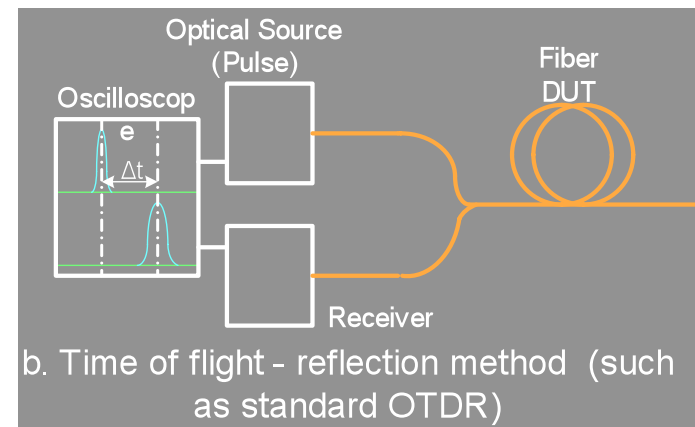 Optical Source
(Pulse)
Fiber
DUT
Oscilloscop
e
Δt
Receiver
b. Time of flight - reflection method (such
as standard OTDR)